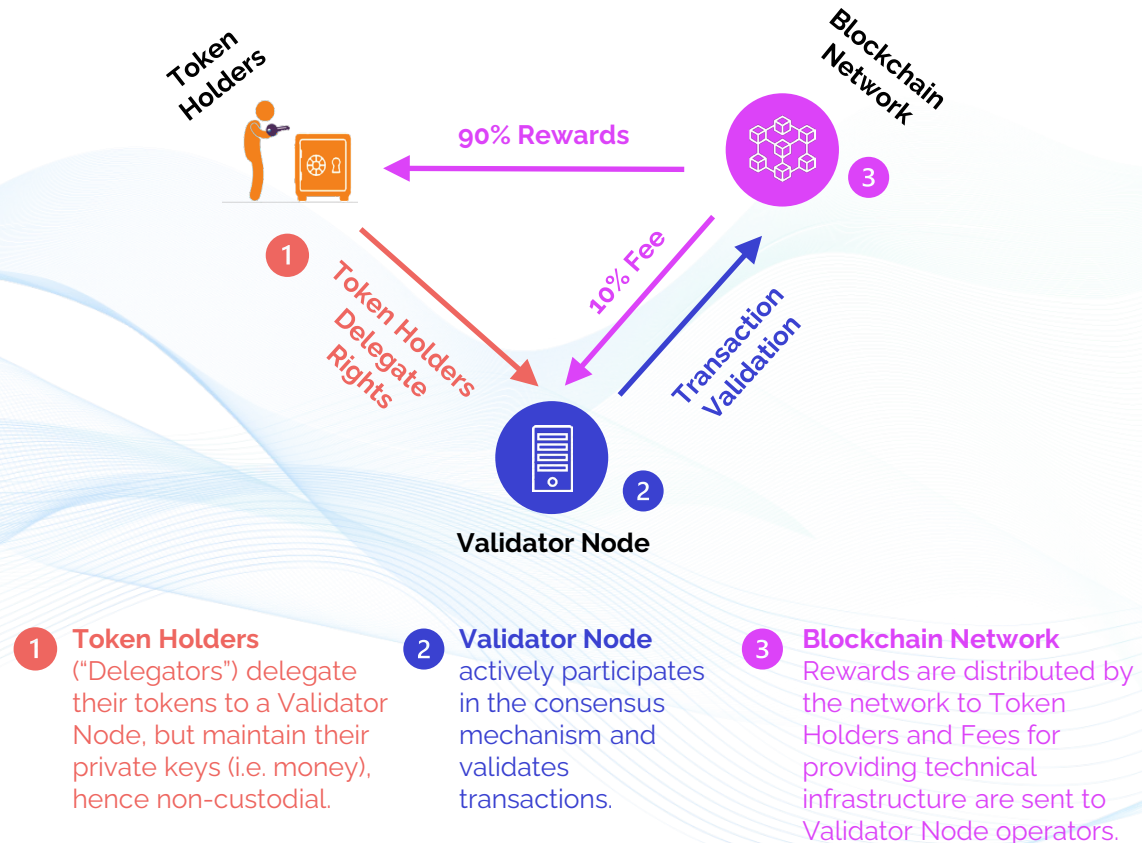 Token
Holders
Blockchain
Network
90% Rewards
3
1
Token Holders
Delegate
Rights
10% Fee
Transaction
Validation
2
Validator Node
1
Token Holders
(“Delegators”) delegate
their tokens to a Validator
Node, but maintain their
private keys (i.e. money),
hence non-custodial.
2
Validator Node
actively participates
in the consensus
mechanism and
validates
transactions.
3
Blockchain Network
Rewards are distributed by
the network to Token
Holders and Fees for
providing technical
infrastructure are sent to
Validator Node operators.